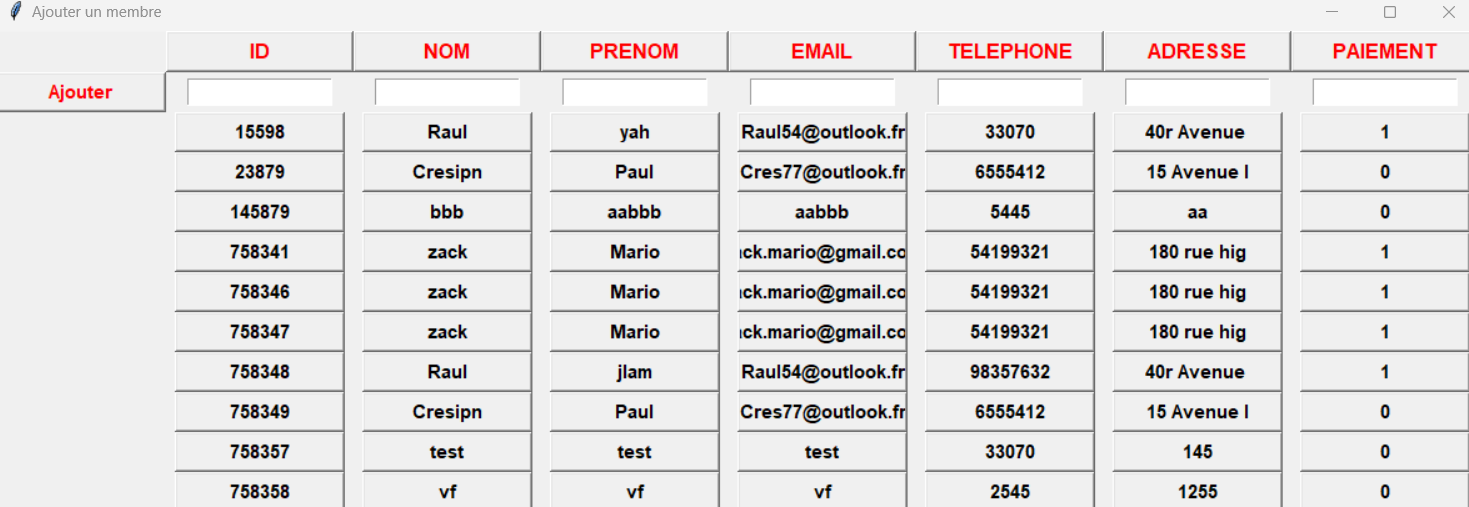 Ajouter un membre
ID NOM PRENOM EMAIL TELEPHONE ADRESSE PAIEMENT
Ajouter
15598 Raul yah Raul54@outlook.fr 33070 40r Avenue 1
23879 Cresipn Paul Cres77@outlook.fr 6555412 15 Avenue l 0
145879 bbb aabbb aabbb 5445 aa 0
758341 zack Mario ck.mario@gmail.co 54199321 180 rue hig 1
758346 zack Mario ck.mario@gmail.co 54199321 180 rue hig 1
758347 zack Mario ck.mario@gmail.co 54199321 180 rue hig 1
758348 Raul jlam Raul54@outlook.fr 98357632 40r Avenue 1
758349 Cresipn Paul Cres77@outlook.fr 6555412 15 Avenue l 0
758357 test test test 33070 145 0
758358 vf vf vf 2545 1255 0